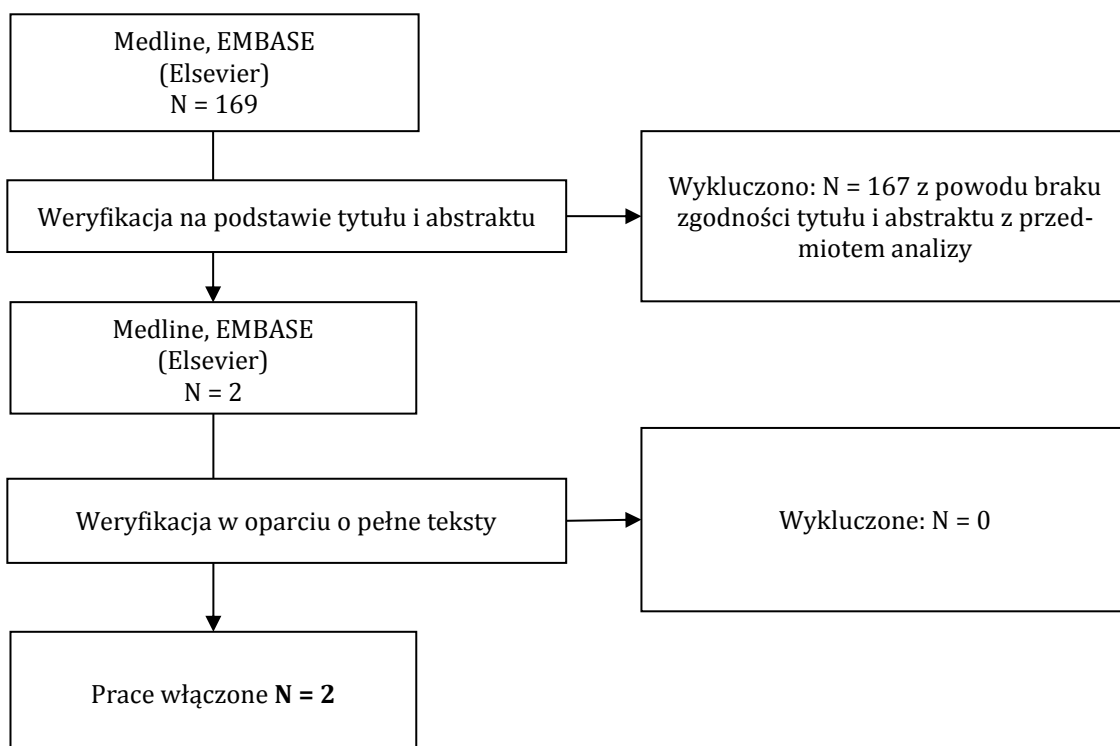 Medline, EMBASE
(Elsevier)
N = 169
Weryfikacja na podstawie tytułu i abstraktu
Wykluczono: N = 167 z powodu braku
zgodności tytułu i abstraktu z przed-
miotem analizy
Medline, EMBASE
(Elsevier)
N = 2
Weryfikacja w oparciu o pełne teksty
Wykluczone: N = 0
Prace włączone N = 2